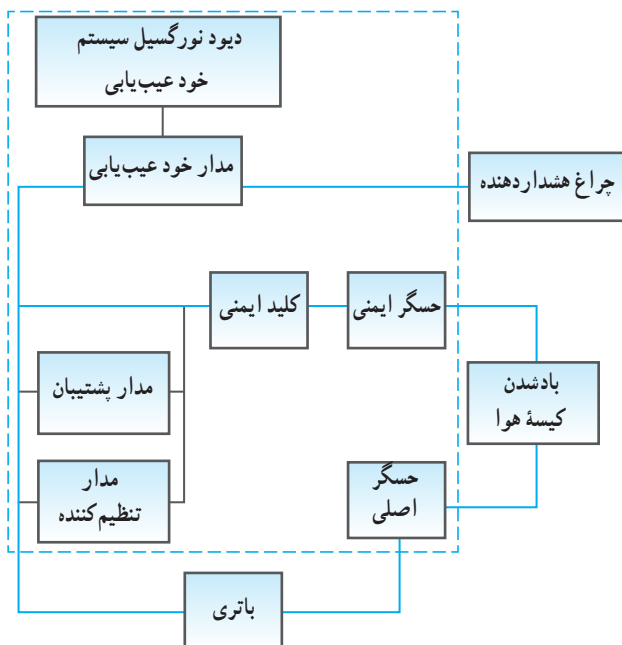 دیود نورگسیل سیستم
خود عیب‌یابی
مدار خود عیب‌یابی
چراغ هشداردهنده
حسگر ایمنی
کلید ایمنی
بادشدن
کیسهٔ هوا
مدار پشتیبان
حسگر
اصلی
مدار
تنظیم‌کننده
باتری